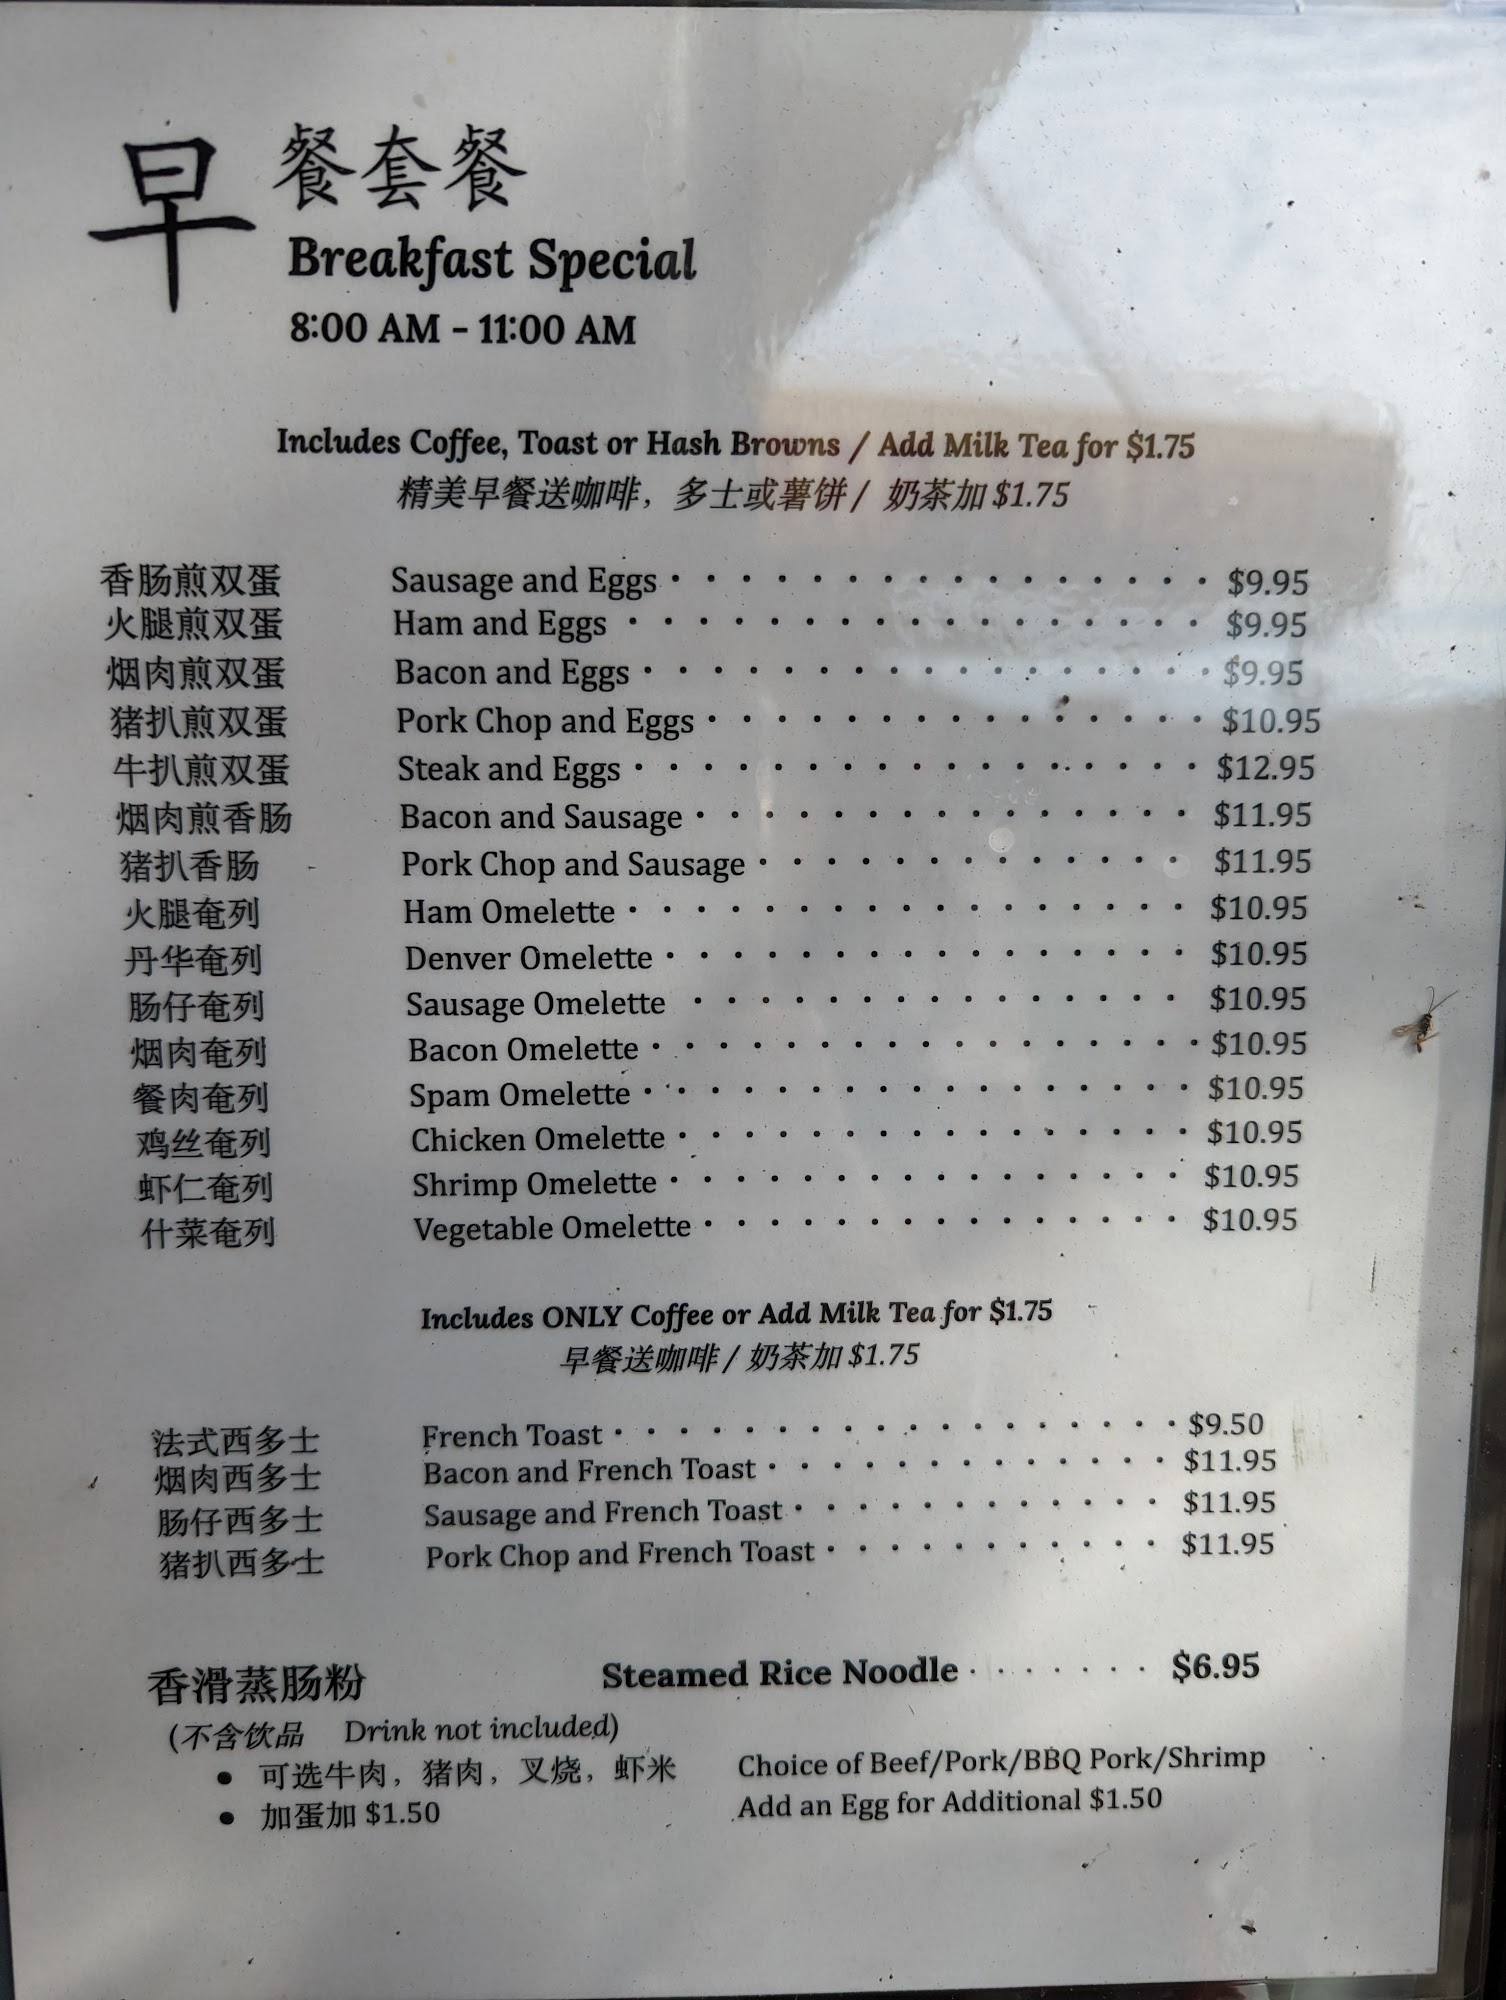 早餐套餐
Breakfast Special
8:00 AM - 11:00 AM
Includes Coffee, Toast or Hash Browns / Add Milk Tea for $1.75
精美早餐送咖啡，多士或薯饼 / 奶茶加 $1.75
香肠煎双蛋 Sausage and Eggs $9.95
火腿煎双蛋 Ham and Eggs $9.95
烟肉煎双蛋 Bacon and Eggs $9.95
猪扒煎双蛋 Pork Chop and Eggs $10.95
牛扒煎双蛋 Steak and Eggs $12.95
烟肉煎香肠 Bacon and Sausage $11.95
猪扒香肠 Pork Chop and Sausage $11.95
火腿奄列 Ham Omelette $10.95
丹华奄列 Denver Omelette $10.95
肠仔奄列 Sausage Omelette $10.95
烟肉奄列 Bacon Omelette $10.95
餐肉奄列 Spam Omelette $10.95
鸡丝奄列 Chicken Omelette $10.95
虾仁奄列 Shrimp Omelette $10.95
什菜奄列 Vegetable Omelette $10.95
Includes ONLY Coffee or Add Milk Tea for $1.75
早餐送咖啡 / 奶茶加 $1.75
法式西多士 French Toast $9.50
烟肉西多士 Bacon and French Toast $11.95
肠仔西多士 Sausage and French Toast $11.95
猪扒西多士 Pork Chop and French Toast $11.95
香滑蒸肠粉 Steamed Rice Noodle $6.95
(不含饮品 Drink not included)
• 可选牛肉，猪肉，叉烧，虾米 Choice of Beef/Pork/BBQ Pork/Shrimp
• 加蛋加 $1.50 Add an Egg for Additional $1.50